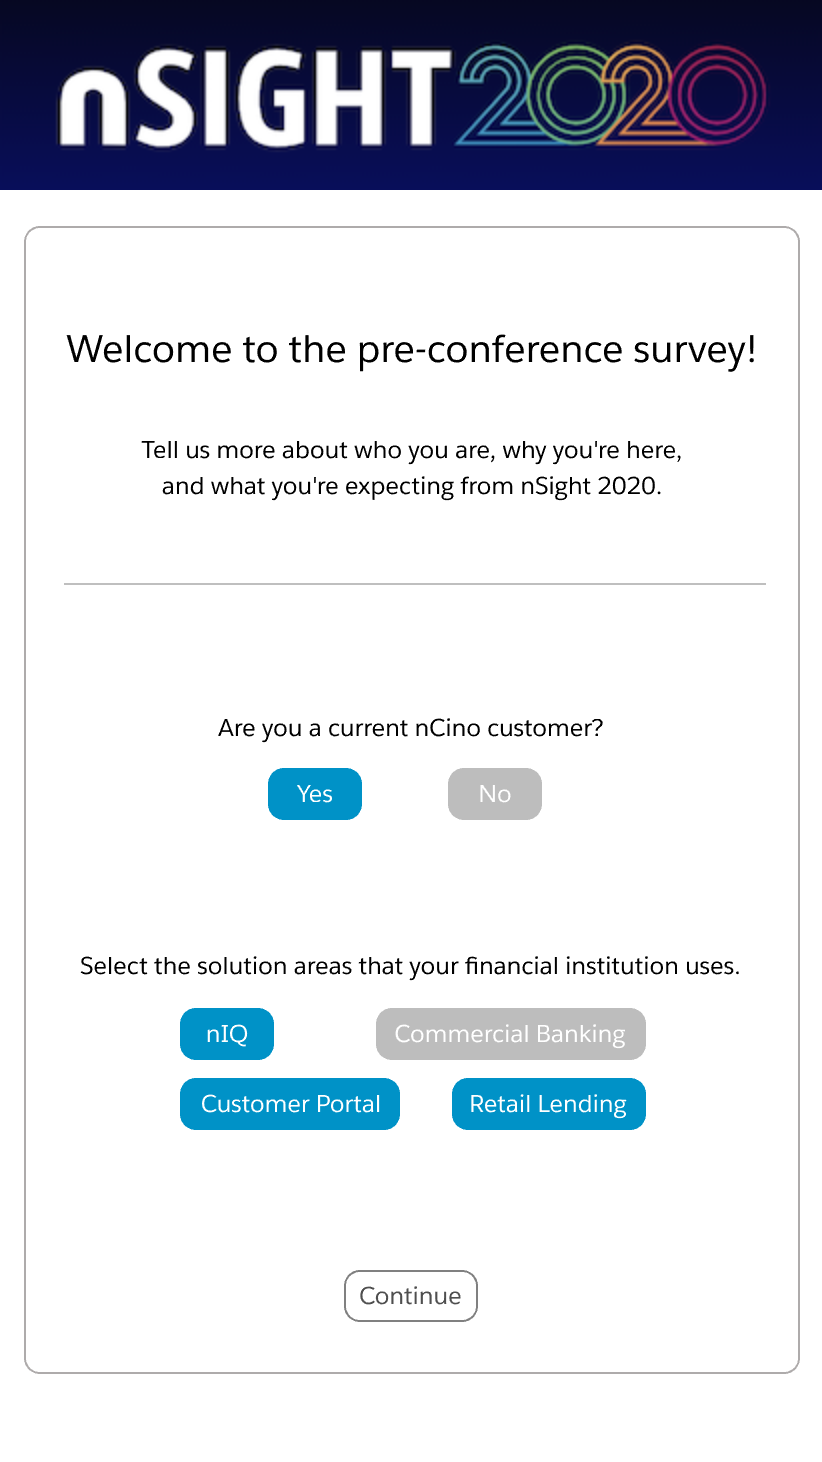 nSIGHT2020
Welcome to the pre-conference survey!
Tell us more about who you are, why you're here,
and what you're expecting from nSight 2020.
Are you a current nCino customer?
Yes No
Select the solution areas that your financial institution uses.
nIQ Commercial Banking
Customer Portal Retail Lending
Continue